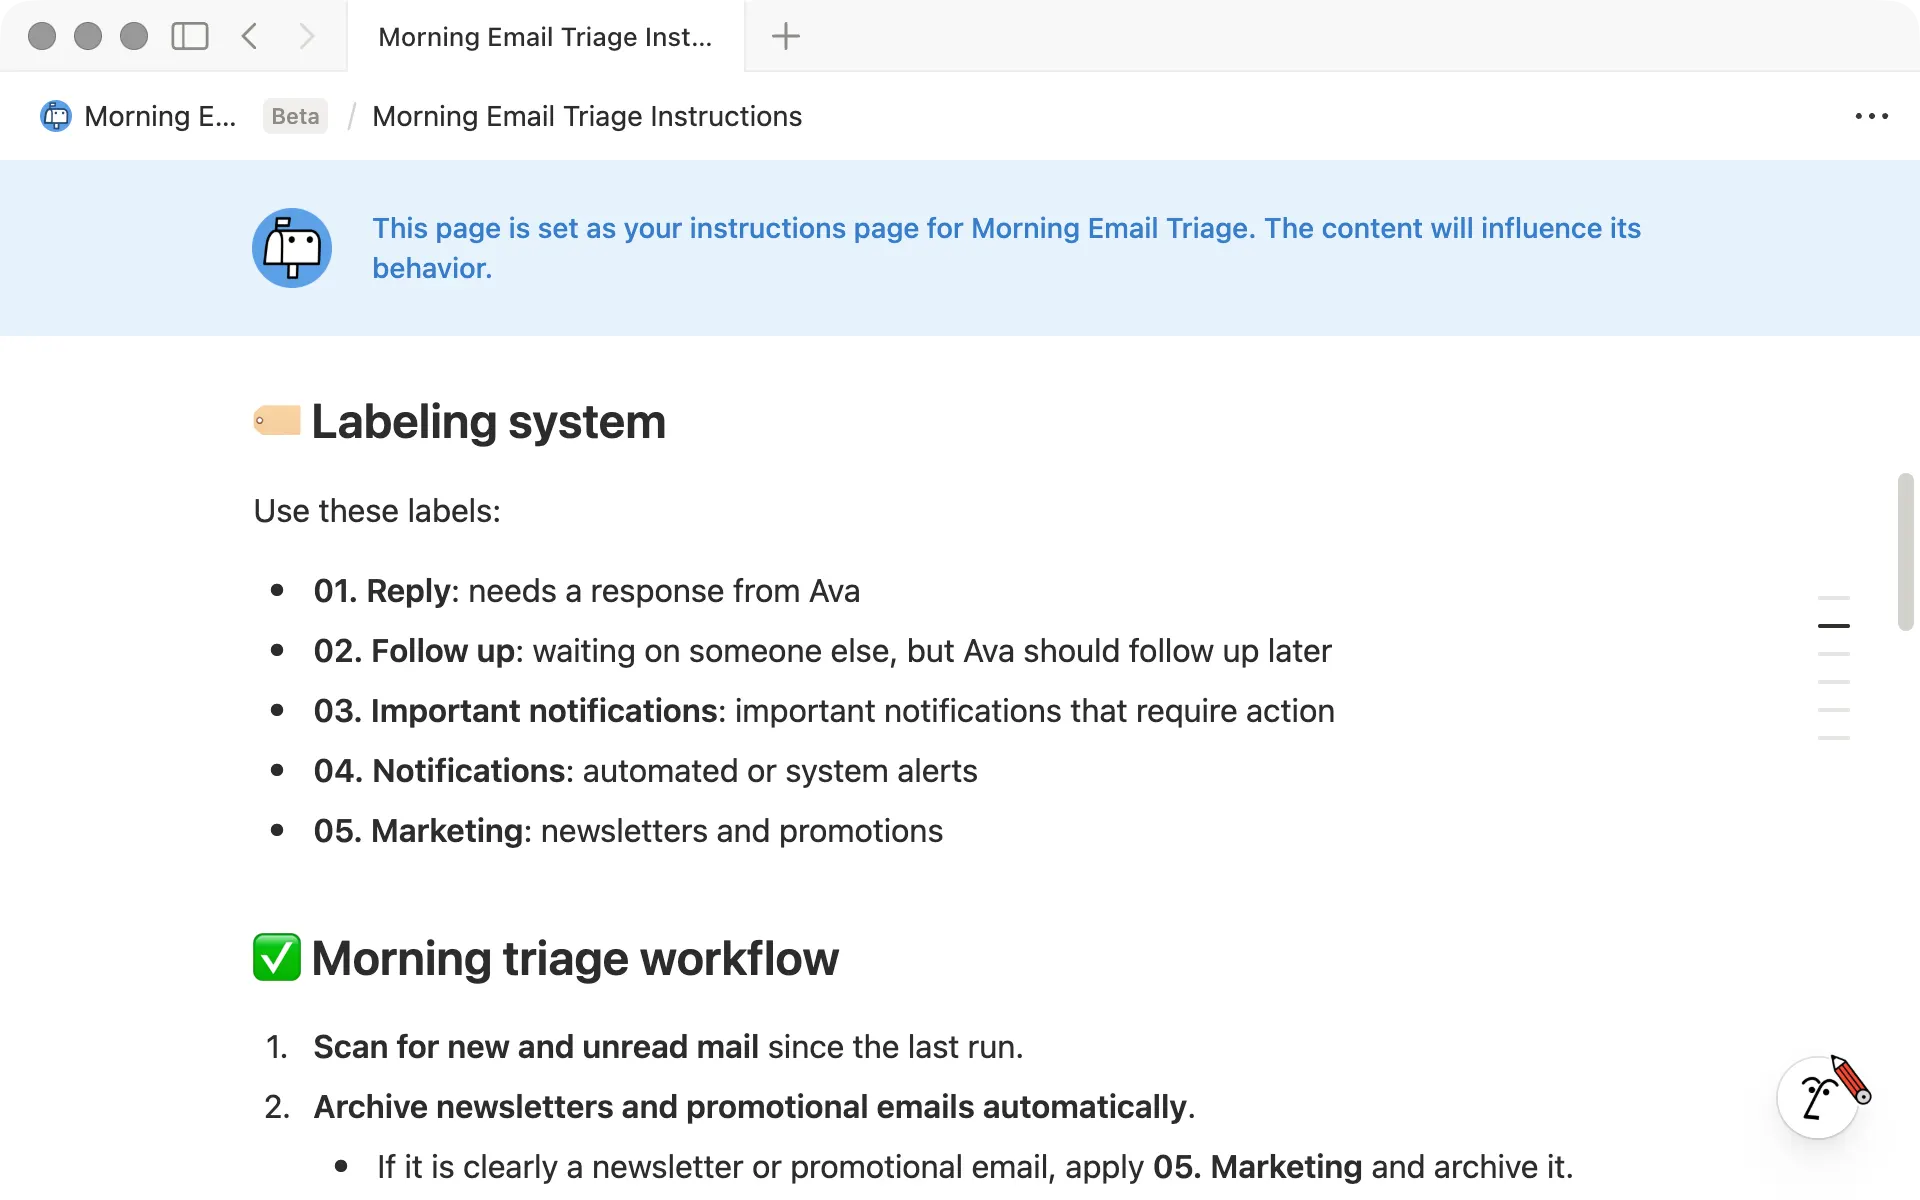 Morning Email Triage Inst...
Morning E...
Beta
/
Morning Email Triage Instructions
This page is set as your instructions page for Morning Email Triage. The content will influence its
behavior.
Labeling system
Use these labels:
• 01. Reply: needs a response from Ava
• 02. Follow up: waiting on someone else, but Ava should follow up later
• 03. Important notifications: important notifications that require action
• 04. Notifications: automated or system alerts
• 05. Marketing: newsletters and promotions
✅ Morning triage workflow
1. Scan for new and unread mail since the last run.
2. Archive newsletters and promotional emails automatically.
• If it is clearly a newsletter or promotional email, apply 05. Marketing and archive it.